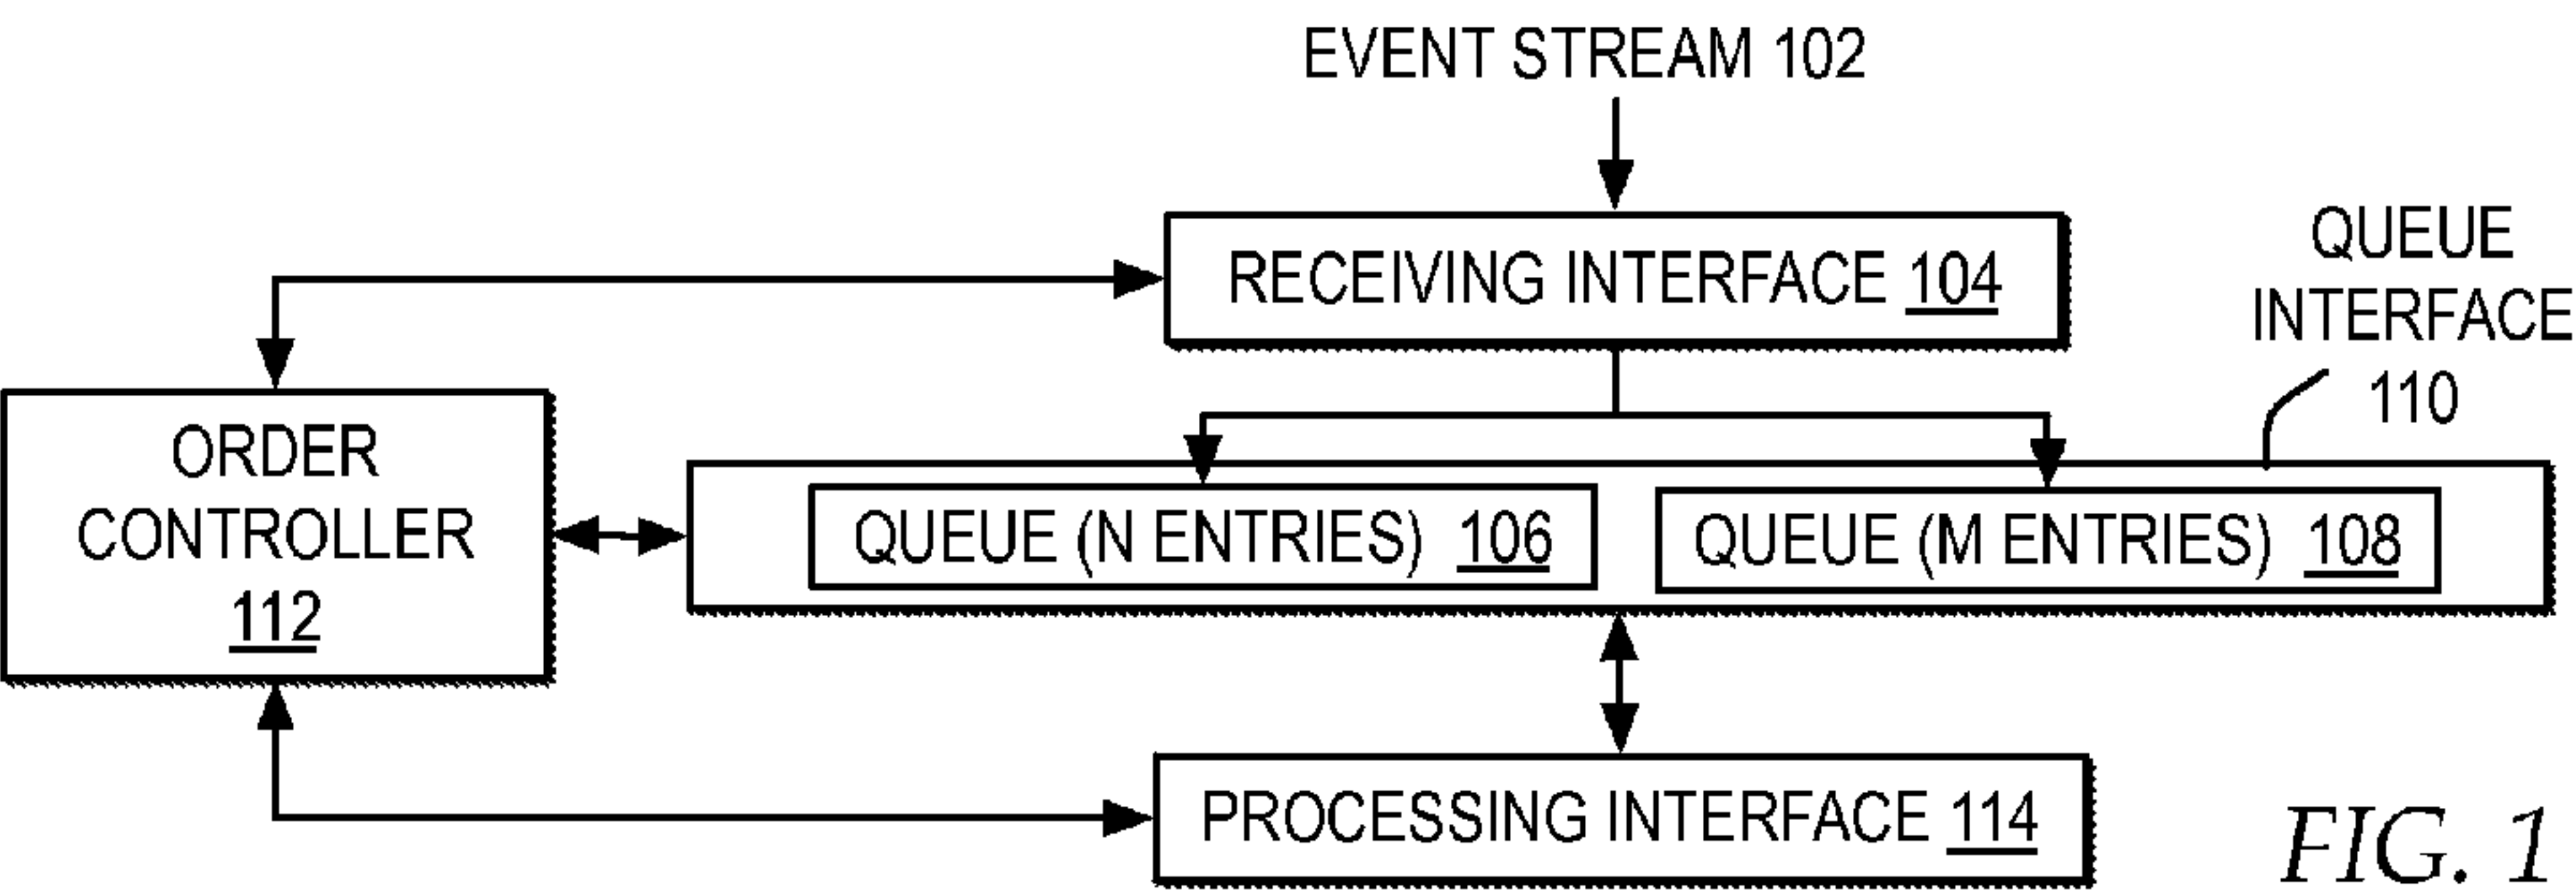 EVENT STREAM 102
RECEIVING INTERFACE 104
QUEUE
INTERFACE
110
ORDER
CONTROLLER
112
QUEUE (N ENTRIES) 106
QUEUE (M ENTRIES) 108
PROCESSING INTERFACE 114
FIG. 1